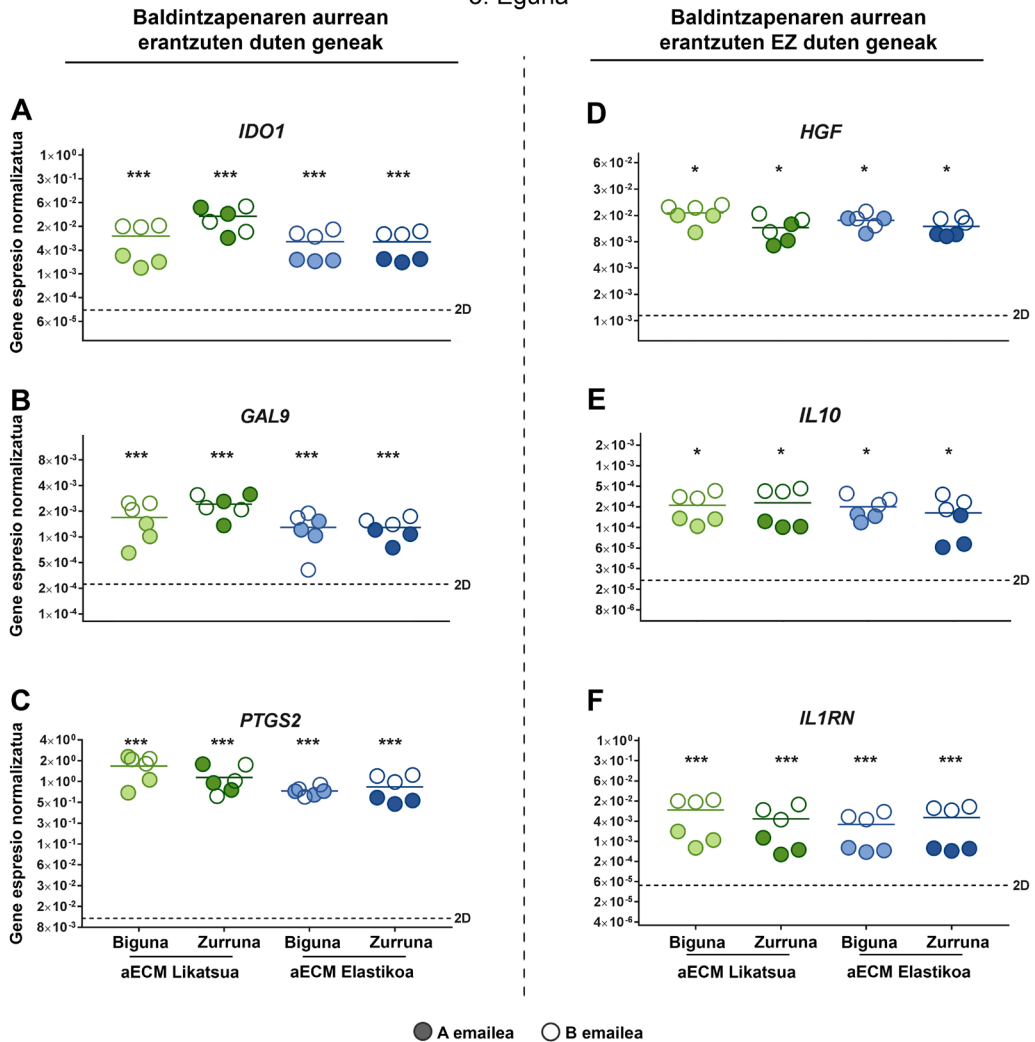 Baldintzapenaren aurrean
erantzuten duten geneak
Eguna
Baldintzapenaren aurrean
erantzuten EZ duten geneak
A
IDO1
Gene espresio normalizatua
1×10⁰
3×10⁻¹
6×10⁻²
2×10⁻²
4×10⁻³
1×10⁻³
2×10⁻⁴
6×10⁻⁵
*** *** *** ***
2D
D
HGF
6×10⁻²
3×10⁻²
2×10⁻²
8×10⁻³
4×10⁻³
2×10⁻³
1×10⁻³
* * * *
2D
B
GAL9
Gene espresio normalizatua
8×10⁻³
4×10⁻³
2×10⁻³
1×10⁻³
5×10⁻⁴
2×10⁻⁴
1×10⁻⁴
*** *** *** ***
2D
E
IL10
2×10⁻³
1×10⁻³
5×10⁻⁴
2×10⁻⁴
1×10⁻⁴
6×10⁻⁵
3×10⁻⁵
2×10⁻⁵
8×10⁻⁶
* * * *
2D
C
PTGS2
Gene espresio normalizatua
4×10⁰
2×10⁰
1×10⁰
5×10⁻¹
3×10⁻¹
1×10⁻¹
6×10⁻²
3×10⁻²
2×10⁻²
8×10⁻³
*** *** *** ***
2D
Biguna Zurruna Biguna Zurruna
aECM Likatsua aECM Elastikoa
F
IL1RN
1×10⁰
3×10⁻¹
6×10⁻²
2×10⁻²
4×10⁻³
1×10⁻³
2×10⁻⁴
6×10⁻⁵
2×10⁻⁵
4×10⁻⁶
*** *** *** ***
2D
Biguna Zurruna Biguna Zurruna
aECM Likatsua aECM Elastikoa
A emailea B emailea